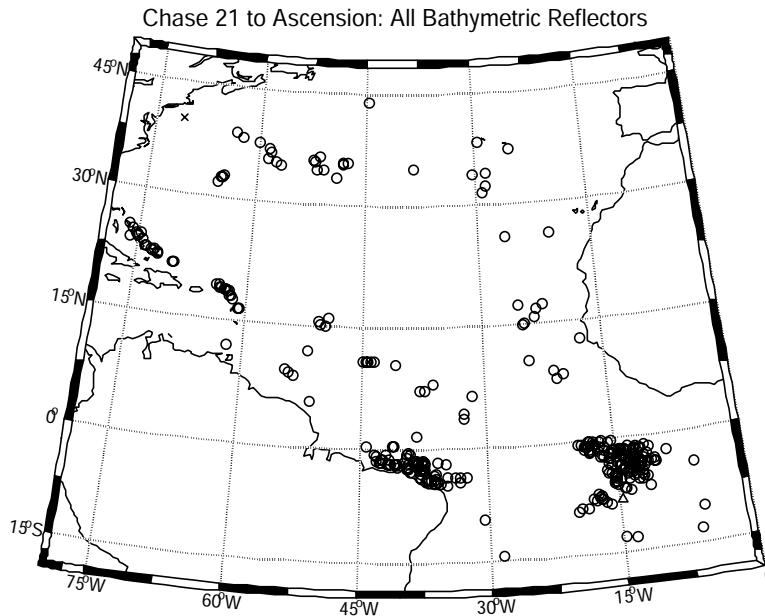 Chase 21 to Ascension: All Bathymetric Reflectors
45°N
30°N
15°N
0°
15°S
75°W
60°W
45°W
30°W
15°W